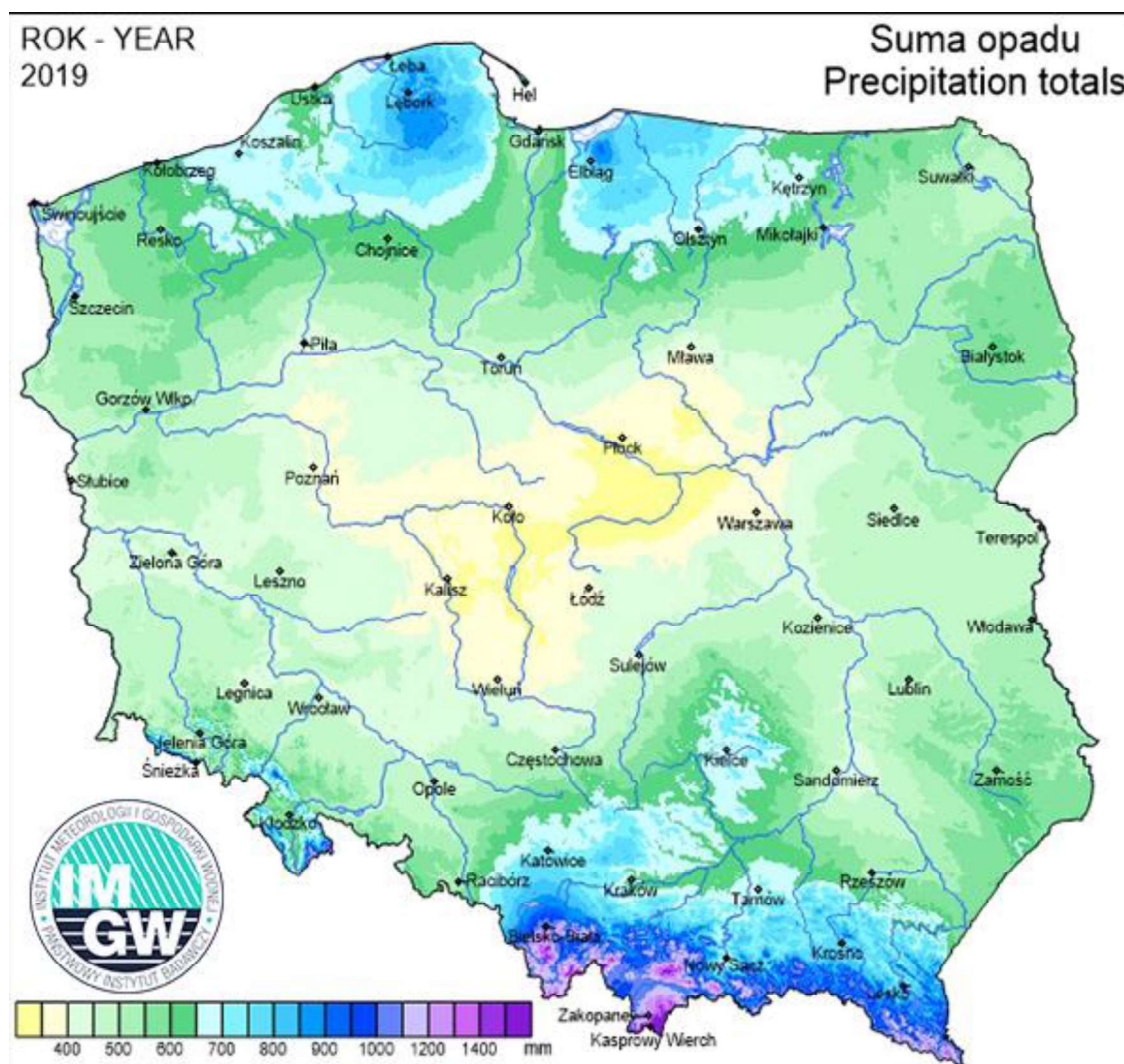 ROK - YEAR
2019
Suma opadu
Precipitation totals
Łeba
Ustka
Lębork
Hel
Koszalin
Gdańsk
Kołobrzeg
Elbląg
Kętrzyn
Suwałki
Świnoujście
Resko
Chojnice
Olsztyn
Mikołajki
Szczecin
Piła
Toruń
Mława
Białystok
Gorzów Wlkp.
Płock
Słubice
Poznań
Koło
Warszawa
Siedlce
Terespol
Zielona Góra
Leszno
Kalisz
Łódź
Kozienice
Włodawa
Sulejów
Legnica
Wrocław
Wieluń
Lublin
Jelenia Góra
Śnieżka
Częstochowa
Kielce
Sandomierz
Zamość
Opole
Kłodzko
Katowice
Racibórz
Kraków
Tarnów
Rzeszów
Bielsko-Biała
Nowy Sącz
Krosno
Lesko
Zakopane
Kasprowy Wierch
INSTYTUT METEOROLOGII I GOSPODARKI WODNEJ
PAŃSTWOWY INSTYTUT BADAWCZY
IM
GW
400 500 600 700 800 900 1000 1200 1400 mm